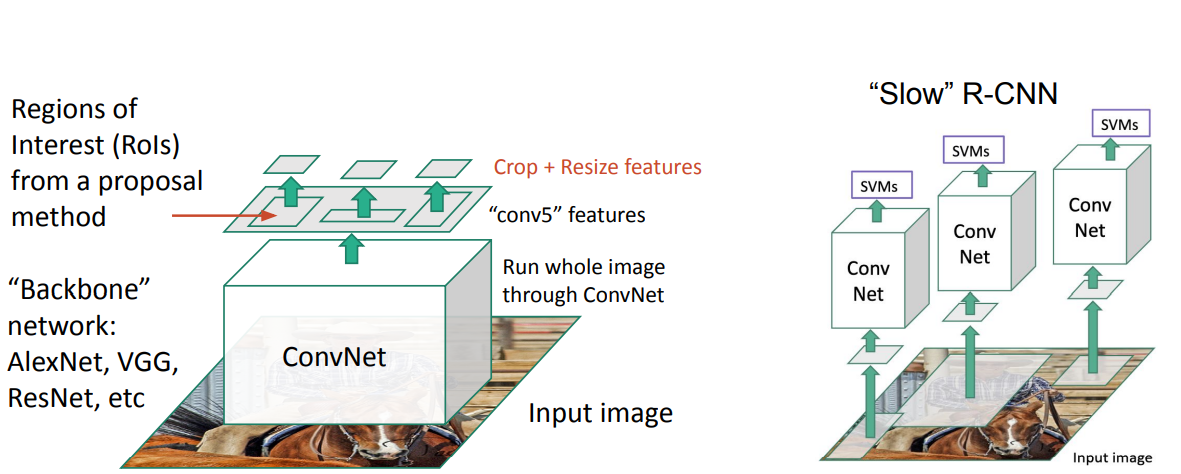 Regions of
Interest (RoIs)
from a proposal
method
Crop + Resize features
“conv5” features
“Backbone”
network:
AlexNet, VGG,
ResNet, etc
Run whole image
through ConvNet
ConvNet
Input image
“Slow” R-CNN
SVMs
SVMs
SVMs
Conv
Net
Conv
Net
Conv
Net
Input image